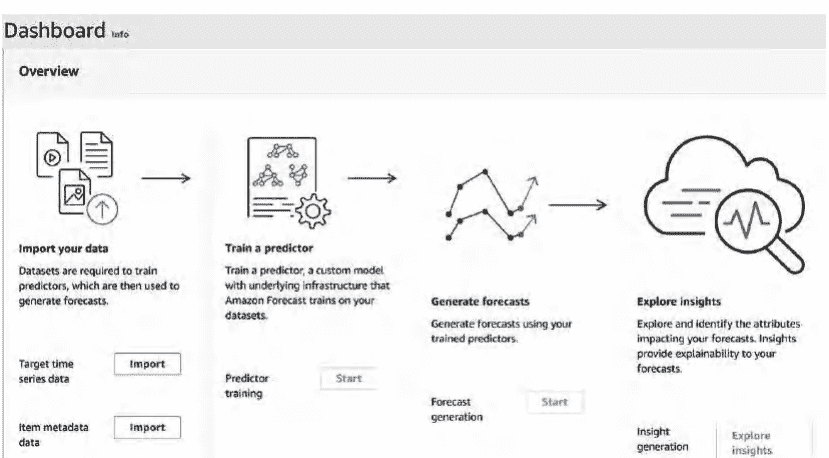 Dashboard Info
Overview
Import your data
Datasets are required to train
predictors, which are then used to
generate forecasts.
Target time
series data
Import
Item metadata
data
Import
Train a predictor
Train a predictor, a custom model
with underlying infrastructure that
Amazon Forecast trains on your
datasets.
Predictor
training
Start
Generate forecasts
Generate forecasts using your
trained predictors.
Forecast
generation
Start
Explore insights
Explore and identify the attributes
impacting your forecasts. Insights
provide explainability to your
forecasts.
Insight
generation
Explore
insights